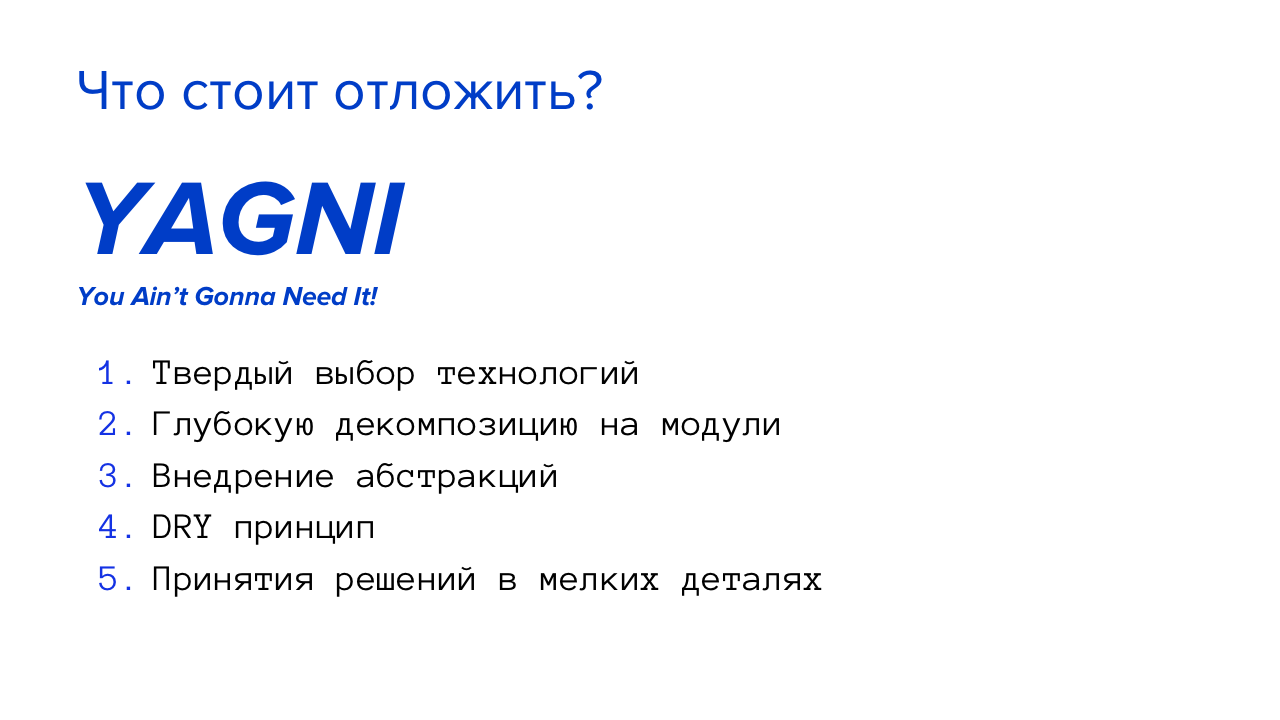 Что стоит отложить?
YAGNI
You Ain’t Gonna Need It!
1. Твердый выбор технологий
2. Глубокую декомпозицию на модули
3. Внедрение абстракций
4. DRY принцип
5. Принятия решений в мелких деталях